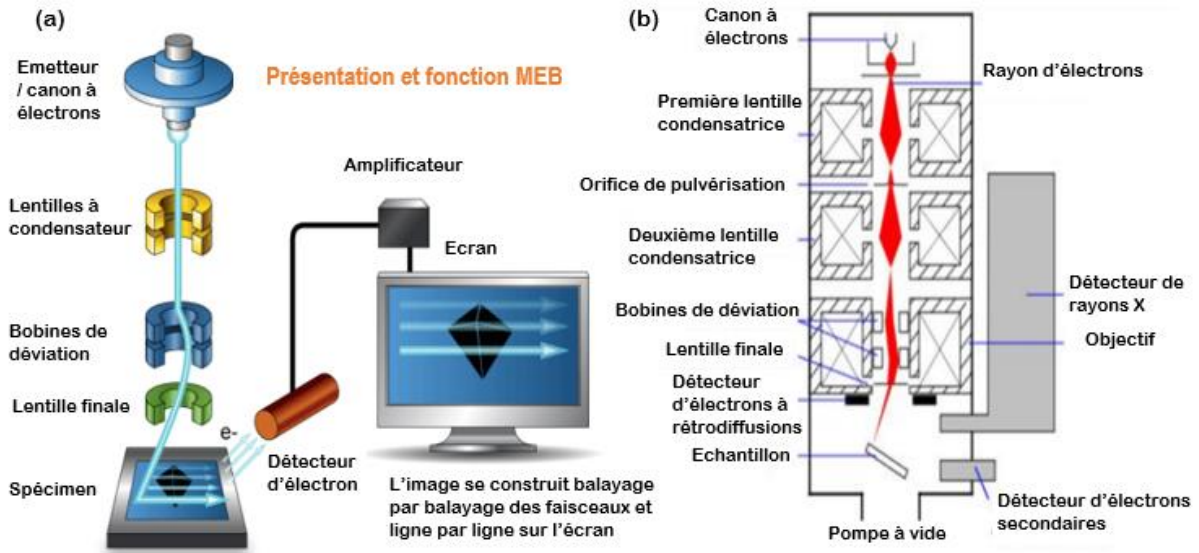 (a)
Emetteur
/ canon à
électrons
Présentation et fonction MEB
Amplificateur
Lentilles à
condensateur
Ecran
Bobines de
déviation
Lentille finale
e-
Spécimen
Détecteur
d'électron
L'image se construit balayage
par balayage des faisceaux et
ligne par ligne sur l'écran
(b)
Canon à
électrons
Rayon d'électrons
Première lentille
condensatrice
Orifice de pulvérisation
Deuxième lentille
condensatrice
Détecteur de
rayons X
Bobines de déviation
Objectif
Lentille finale
Détecteur
d'électrons à
rétrodiffusions
Echantillon
Détecteur d'électrons
secondaires
Pompe à vide